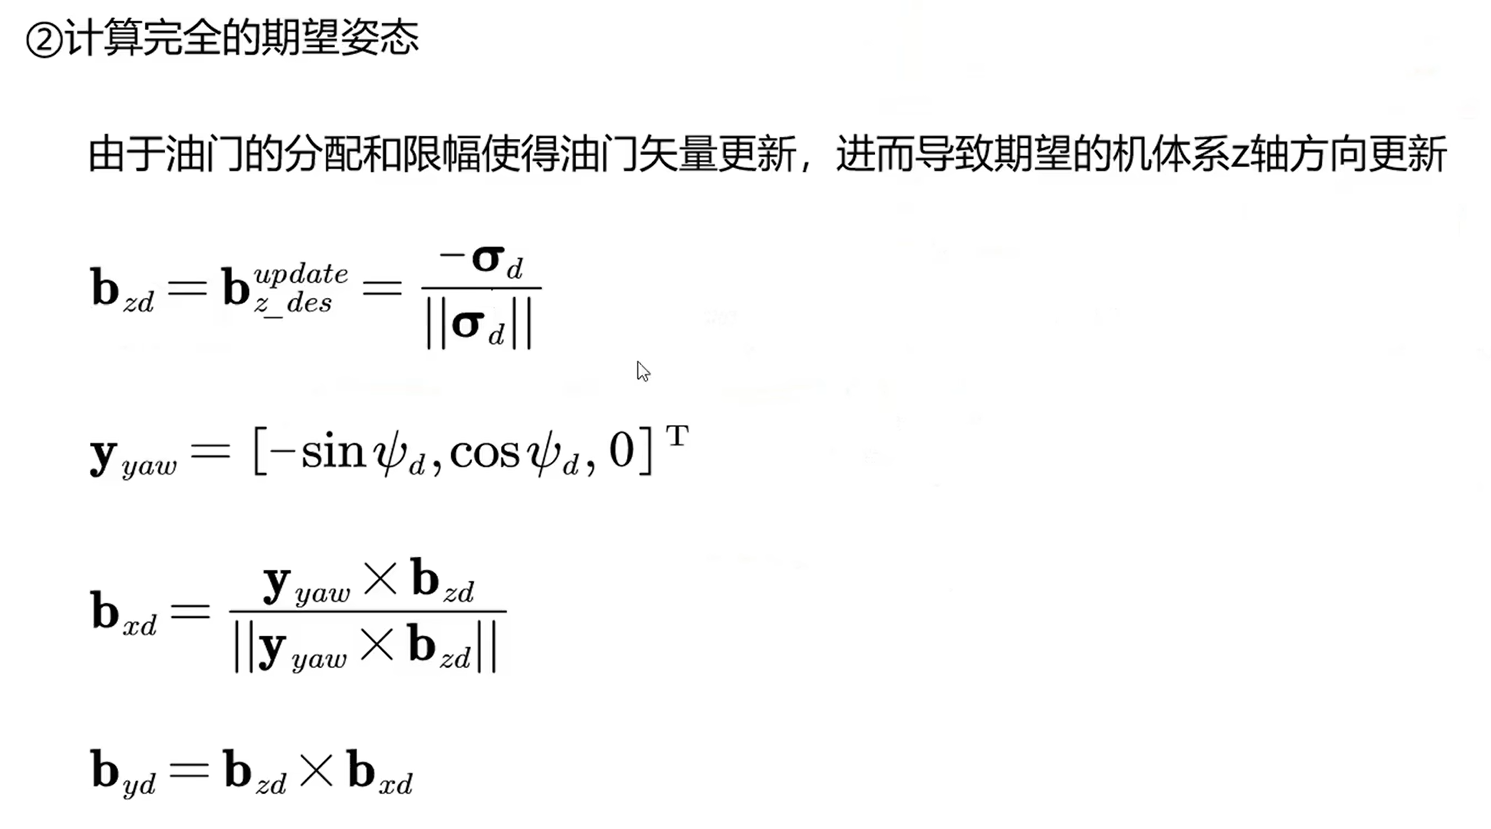 ②计算完全的期望姿态
由于油门的分配和限幅使得油门矢量更新，进而导致期望的机体系z轴方向更新
$\mathbf{b}_{zd} = \mathbf{b}_{z\_des}^{update} = \frac{-\boldsymbol{\sigma}_d}{||\boldsymbol{\sigma}_d||}$
$\mathbf{y}_{yaw} = [-\sin\psi_d, \cos\psi_d, 0]^{\mathrm{T}}$
$\mathbf{b}_{xd} = \frac{\mathbf{y}_{yaw} \times \mathbf{b}_{zd}}{||\mathbf{y}_{yaw} \times \mathbf{b}_{zd}||}$
$\mathbf{b}_{yd} = \mathbf{b}_{zd} \times \mathbf{b}_{xd}$